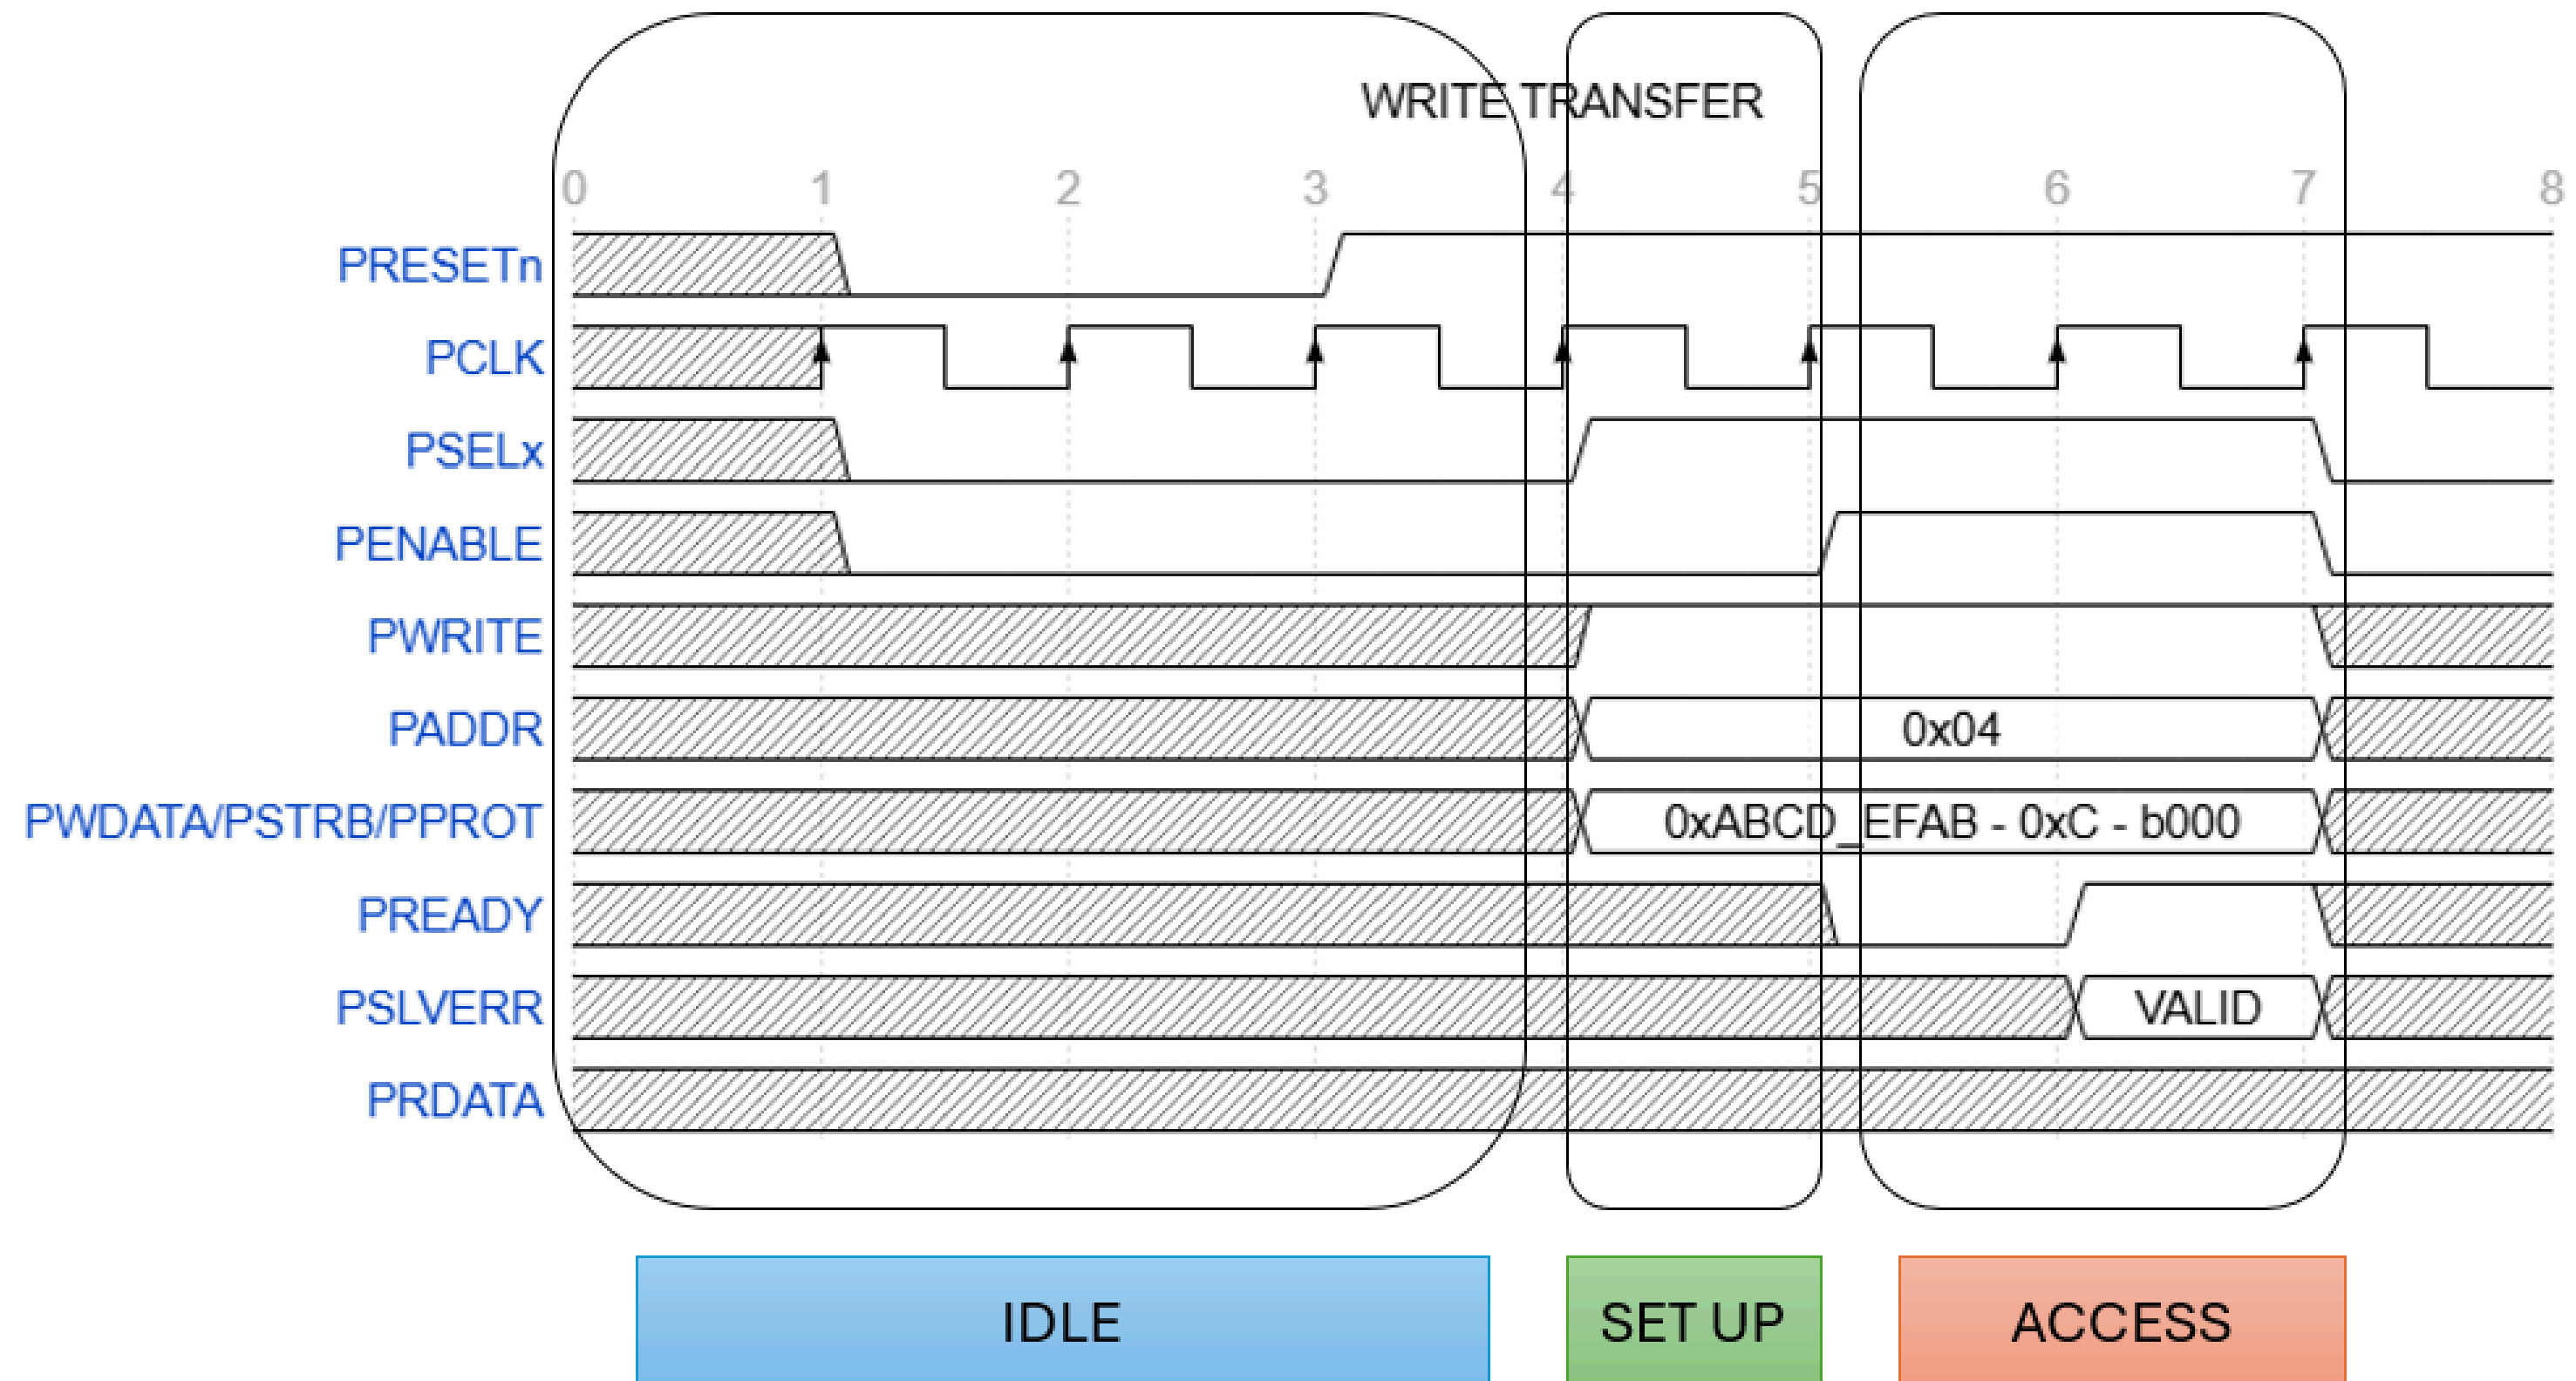 WRITE TRANSFER
0 1 2 3 4 5 6 7 8
PRESETn
PCLK
PSELx
PENABLE
PWRITE
PADDR 0x04
PWDATA/PSTRB/PPROT 0xABCD_EFAB - 0xC - b000
PREADY
PSLVERR VALID
PRDATA
IDLE SET UP ACCESS